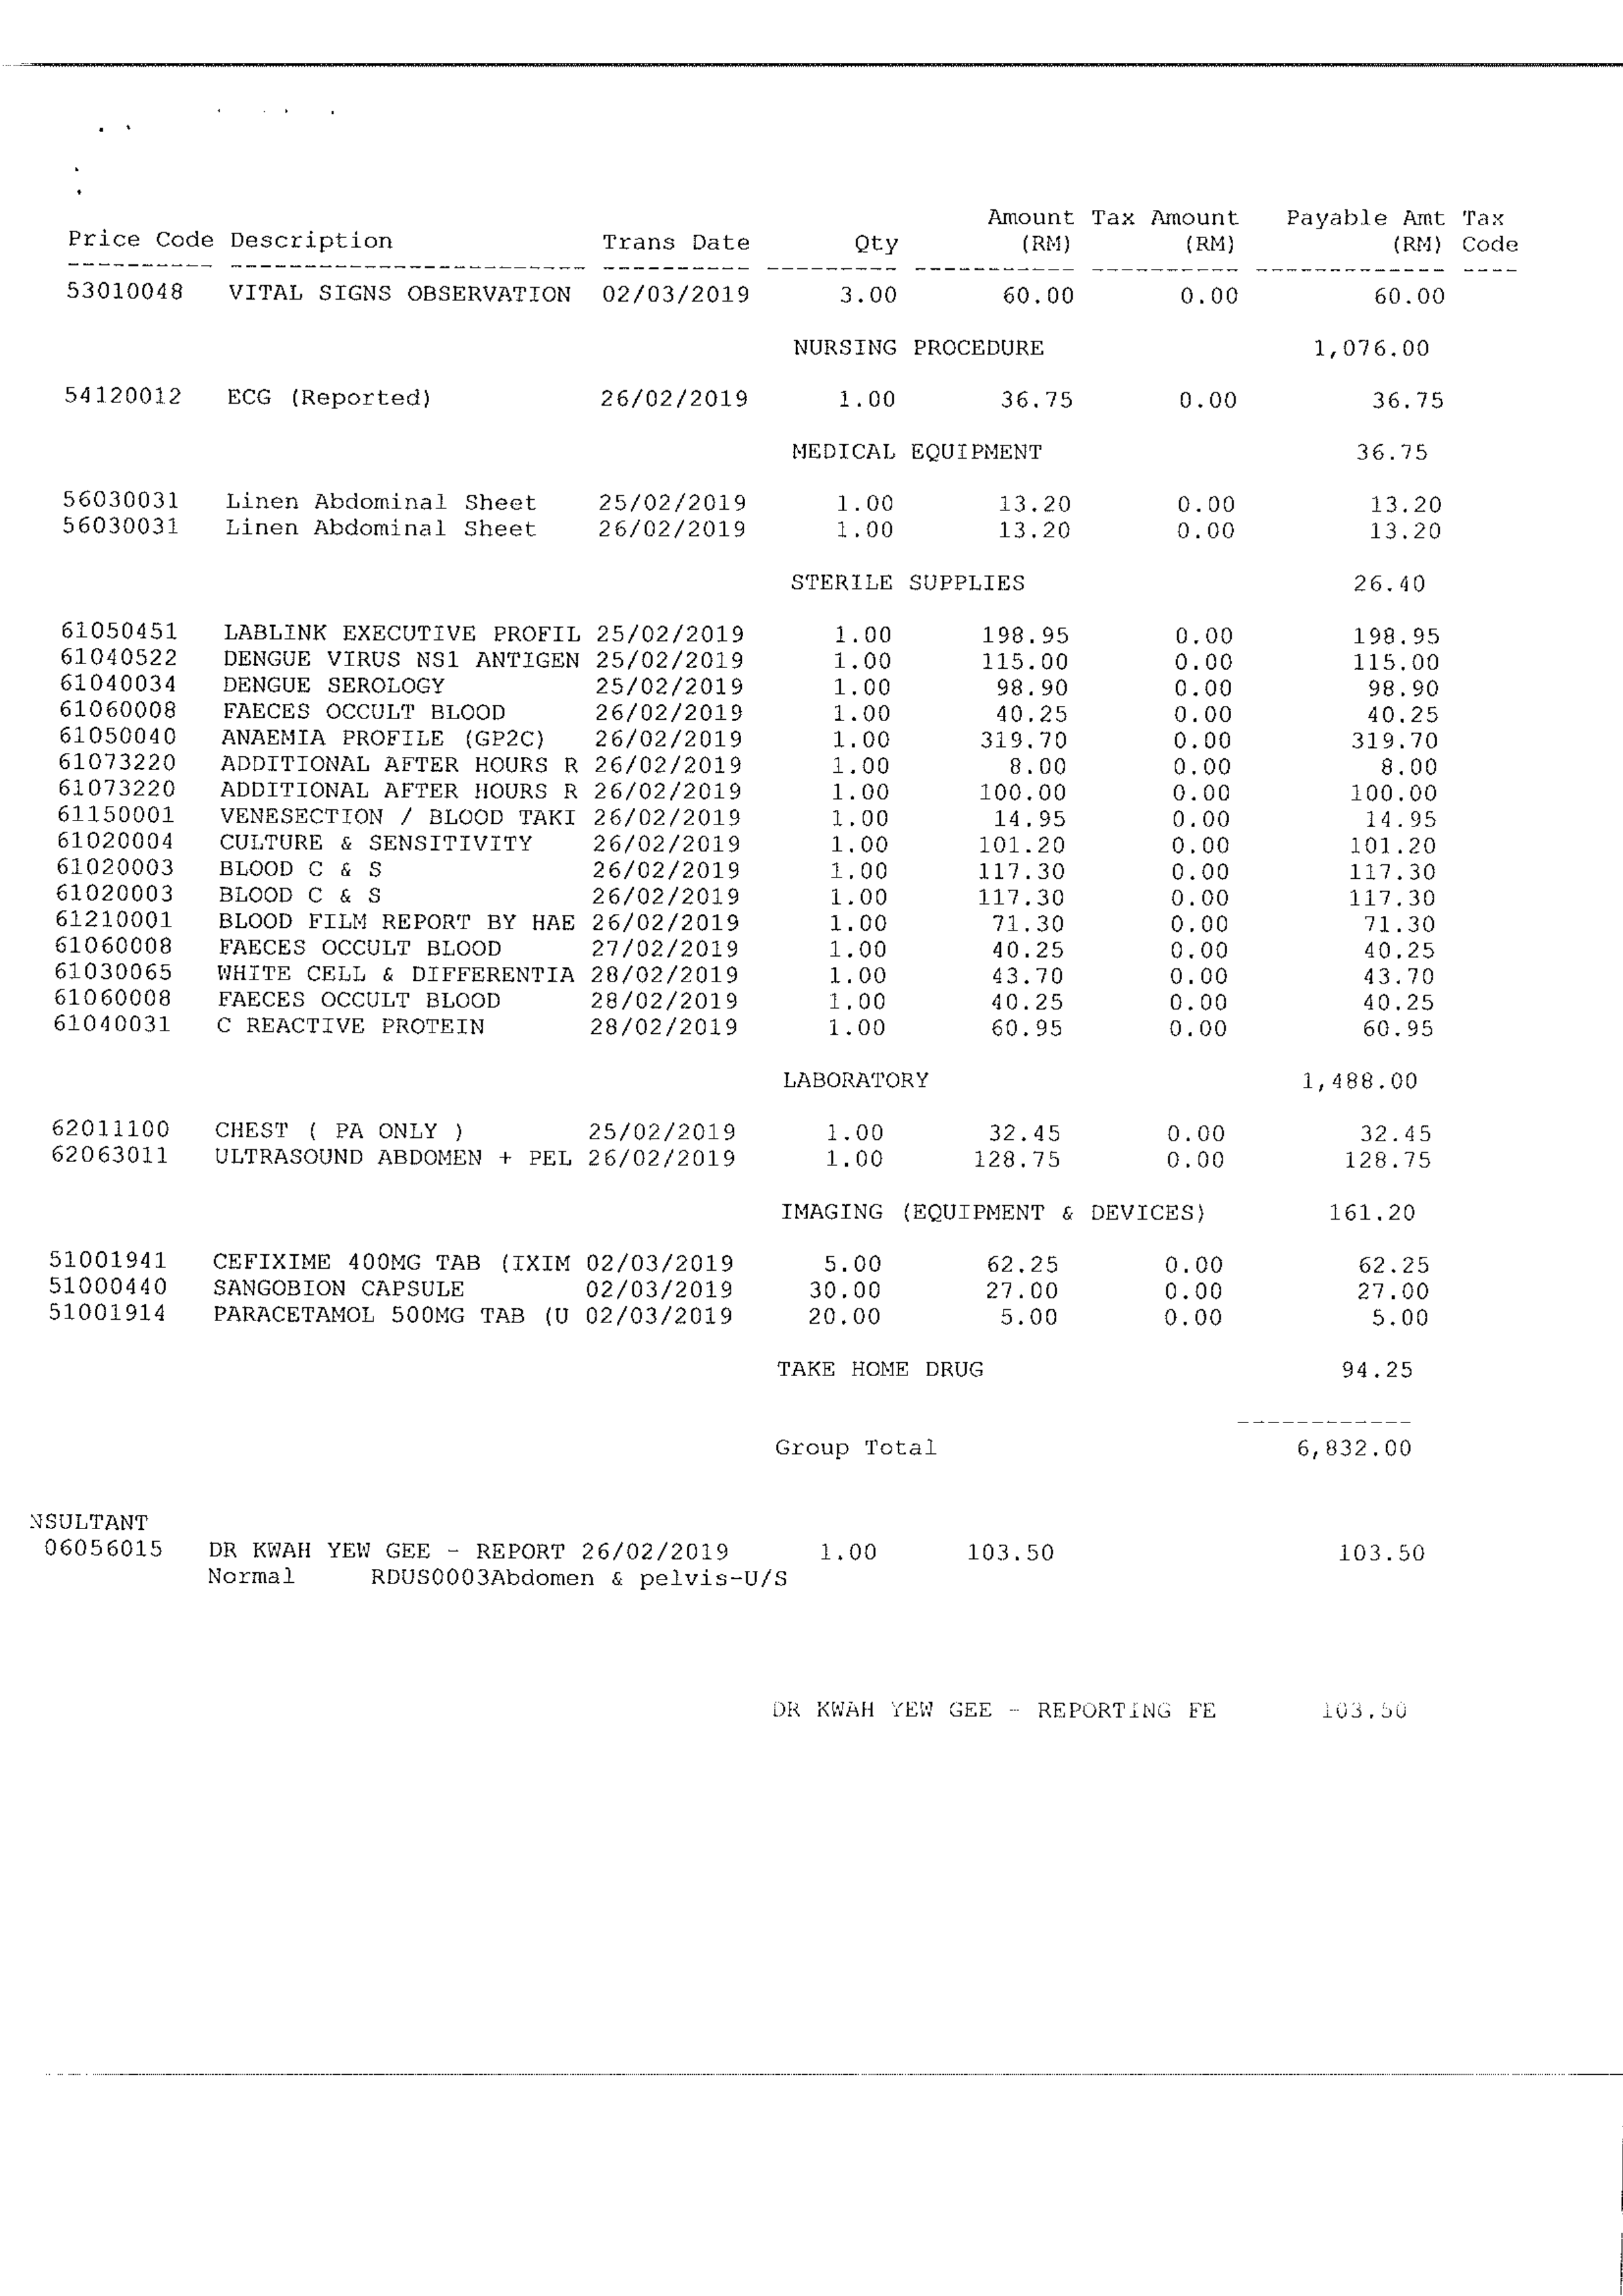 Amount Tax Amount Payable Amt Tax
Price Code Description Trans Date Qty (RM) (RM) (RM) Code
53010048 VITAL SIGNS OBSERVATION 02/03/2019 3.00 60.00 0.00 60.00
NURSING PROCEDURE 1,076.00
54120012 ECG (Reported) 26/02/2019 1.00 36.75 0.00 36.75
MEDICAL EQUIPMENT 36.75
56030031 Linen Abdominal Sheet 25/02/2019 1.00 13.20 0.00 13.20
56030031 Linen Abdominal Sheet 26/02/2019 1.00 13.20 0.00 13.20
STERILE SUPPLIES 26.40
61050451 LABLINK EXECUTIVE PROFIL 25/02/2019 1.00 198.95 0.00 198.95
61040522 DENGUE VIRUS NS1 ANTIGEN 25/02/2019 1.00 115.00 0.00 115.00
61040034 DENGUE SEROLOGY 25/02/2019 1.00 98.90 0.00 98.90
61060008 FAECES OCCULT BLOOD 26/02/2019 1.00 40.25 0.00 40.25
61050040 ANAEMIA PROFILE (GP2C) 26/02/2019 1.00 319.70 0.00 319.70
61073220 ADDITIONAL AFTER HOURS R 26/02/2019 1.00 8.00 0.00 8.00
61073220 ADDITIONAL AFTER HOURS R 26/02/2019 1.00 100.00 0.00 100.00
61150001 VENESECTION / BLOOD TAKI 26/02/2019 1.00 14.95 0.00 14.95
61020004 CULTURE & SENSITIVITY 26/02/2019 1.00 101.20 0.00 101.20
61020003 BLOOD C & S 26/02/2019 1.00 117.30 0.00 117.30
61020003 BLOOD C & S 26/02/2019 1.00 117.30 0.00 117.30
61210001 BLOOD FILM REPORT BY HAE 26/02/2019 1.00 71.30 0.00 71.30
61060008 FAECES OCCULT BLOOD 27/02/2019 1.00 40.25 0.00 40.25
61030065 WHITE CELL & DIFFERENTIA 28/02/2019 1.00 43.70 0.00 43.70
61060008 FAECES OCCULT BLOOD 28/02/2019 1.00 40.25 0.00 40.25
61040031 C REACTIVE PROTEIN 28/02/2019 1.00 60.95 0.00 60.95
LABORATORY 1,488.00
62011100 CHEST ( PA ONLY ) 25/02/2019 1.00 32.45 0.00 32.45
62063011 ULTRASOUND ABDOMEN + PEL 26/02/2019 1.00 128.75 0.00 128.75
IMAGING (EQUIPMENT & DEVICES) 161.20
51001941 CEFIXIME 400MG TAB (IXIM 02/03/2019 5.00 62.25 0.00 62.25
51000440 SANGOBION CAPSULE 02/03/2019 30.00 27.00 0.00 27.00
51001914 PARACETAMOL 500MG TAB (U 02/03/2019 20.00 5.00 0.00 5.00
TAKE HOME DRUG 94.25
Group Total 6,832.00
NSULTANT
06056015 DR KWAH YEW GEE - REPORT 26/02/2019 1.00 103.50 103.50
Normal RDUS0003Abdomen & pelvis-U/S
DR KWAH YEW GEE - REPORTING FE 103.50